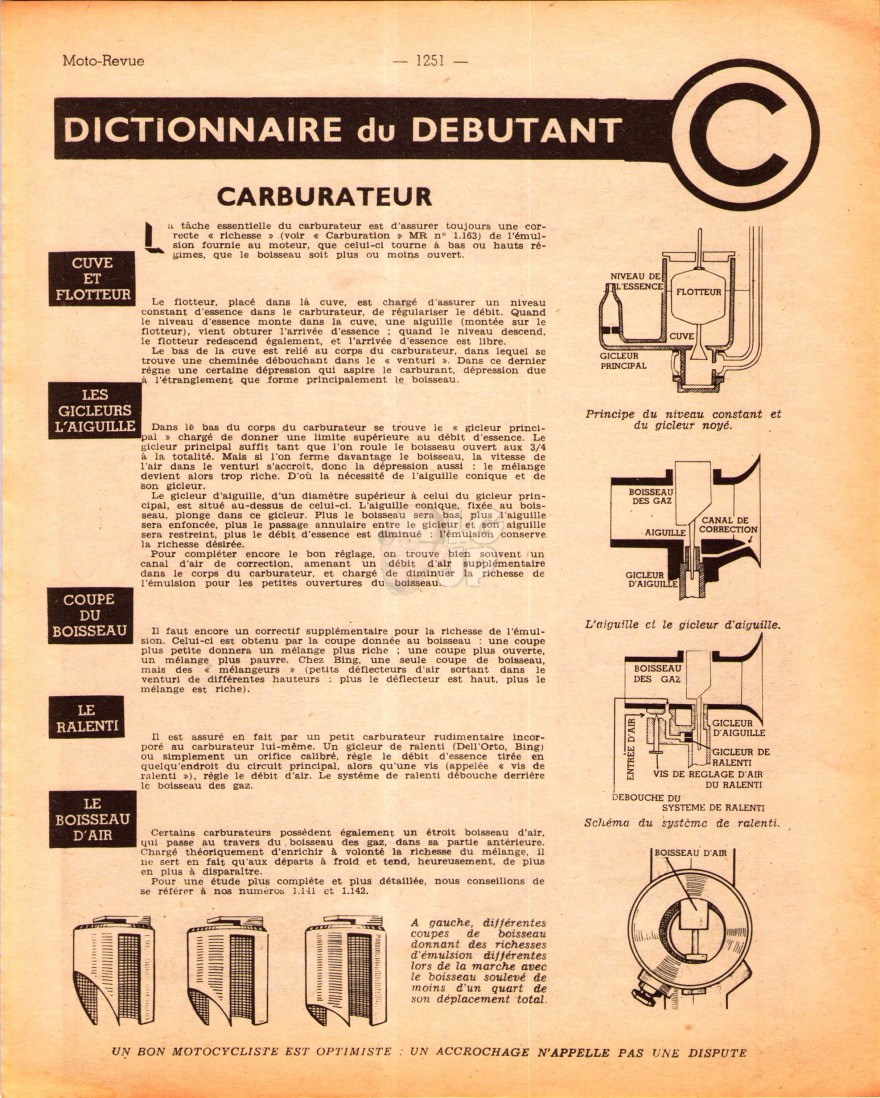 Moto-Revue
— 1251 —
DICTIONNAIRE du DEBUTANT
C
CARBURATEUR
La tâche essentielle du carburateur est d'assurer toujours une cor-
recte « richesse » (voir « Carburation » MR n° 1.163) de l'émul-
sion fournie au moteur, que celui-ci tourne à bas ou hauts ré-
gimes, que le boisseau soit plus ou moins ouvert.
CUVE
ET
FLOTTEUR
Le flotteur, placé dans là cuve, est chargé d'assurer un niveau
constant d'essence dans le carburateur, de régulariser le débit. Quand
le niveau d'essence monte dans la cuve, une aiguille (montée sur le
flotteur), vient obturer l'arrivée d'essence ; quand le niveau descend,
le flotteur redescend également, et l'arrivée d'essence est libre.
Le bas de la cuve est relié au corps du carburateur, dans lequel se
trouve une cheminée débouchant dans le « venturi ». Dans ce dernier
règne une certaine dépression qui aspire le carburant, dépression due
à l'étranglement que forme principalement le boisseau.
LES
GICLEURS
L'AIGUILLE
Dans le bas du corps du carburateur se trouve le « gicleur princi-
pal » chargé de donner une limite supérieure au débit d'essence. Le
gicleur principal suffit tant que l'on roule le boisseau ouvert aux 3/4
à la totalité. Mais si l'on ferme davantage le boisseau, la vitesse de
l'air dans le venturi s'accroit, donc la dépression aussi : le mélange
devient alors trop riche. D'où la nécessité de l'aiguille conique et de
son gicleur.
Le gicleur d'aiguille, d'un diamètre supérieur à celui du gicleur prin-
cipal, est situé au-dessus de celui-ci. L'aiguille conique, fixée au bois-
seau, plonge dans ce gicleur. Plus le boisseau sera bas, plus l'aiguille
sera enfoncée, plus le passage annulaire entre le gicleur et son aiguille
sera restreint, plus le débit d'essence est diminué : l'émulsion conserve
la richesse désirée.
Pour compléter encore le bon réglage, on trouve bien souvent un
canal d'air de correction, amenant un débit d'air supplémentaire
dans le corps du carburateur, et chargé de diminuer la richesse de
l'émulsion pour les petites ouvertures du boisseau.
COUPE
DU
BOISSEAU
Il faut encore un correctif supplémentaire pour la richesse de l'émul-
sion. Celui-ci est obtenu par la coupe donnée au boisseau : une coupe
plus petite donnera un mélange plus riche ; une coupe plus ouverte,
un mélange plus pauvre. Chez Bing, une seule coupe de boisseau,
mais des « mélangeurs » (petits déflecteurs d'air sortant dans le
venturi de différentes hauteurs : plus le déflecteur est haut, plus le
mélange est riche).
LE
RALENTI
Il est assuré en fait par un petit carburateur rudimentaire incor-
poré au carburateur lui-même. Un gicleur de ralenti (Dell'Orto, Bing)
ou simplement un orifice calibré, règle le débit d'essence tirée en
quelqu'endroit du circuit principal, alors qu'une vis (appelée « vis de
ralenti »), règle le débit d'air. Le système de ralenti débouche derrière
le boisseau des gaz.
LE
BOISSEAU
D'AIR
Certains carburateurs possèdent également un étroit boisseau d'air,
qui passe au travers du boisseau des gaz, dans sa partie antérieure.
Chargé théoriquement d'enrichir à volonté la richesse du mélange, il
ne sert en fait qu'aux départs à froid et tend, heureusement, de plus
en plus à disparaître.
Pour une étude plus complète et plus détaillée, nous conseillons de
se référer à nos numéros 1.141 et 1.142.
A gauche, différentes
coupes de boisseau
donnant des richesses
d'émulsion différentes
lors de la marche avec
le boisseau soulevé de
moins d'un quart de
son déplacement total.
NIVEAU DE
L'ESSENCE
FLOTTEUR
CUVE
GICLEUR
PRINCIPAL
Principe du niveau constant et
du gicleur noyé.
BOISSEAU
DES GAZ
AIGUILLE
CANAL DE
CORRECTION
GICLEUR
D'AIGUILLE
L'aiguille et le gicleur d'aiguille.
BOISSEAU
DES GAZ
ENTRÉE D'AIR
GICLEUR
D'AIGUILLE
GICLEUR DE
RALENTI
VIS DE REGLAGE D'AIR
DU RALENTI
DEBOUCHE DU
SYSTEME DE RALENTI
Schéma du système de ralenti.
BOISSEAU D'AIR
UN BON MOTOCYCLISTE EST OPTIMISTE : UN ACCROCHAGE N'APPELLE PAS UNE DISPUTE